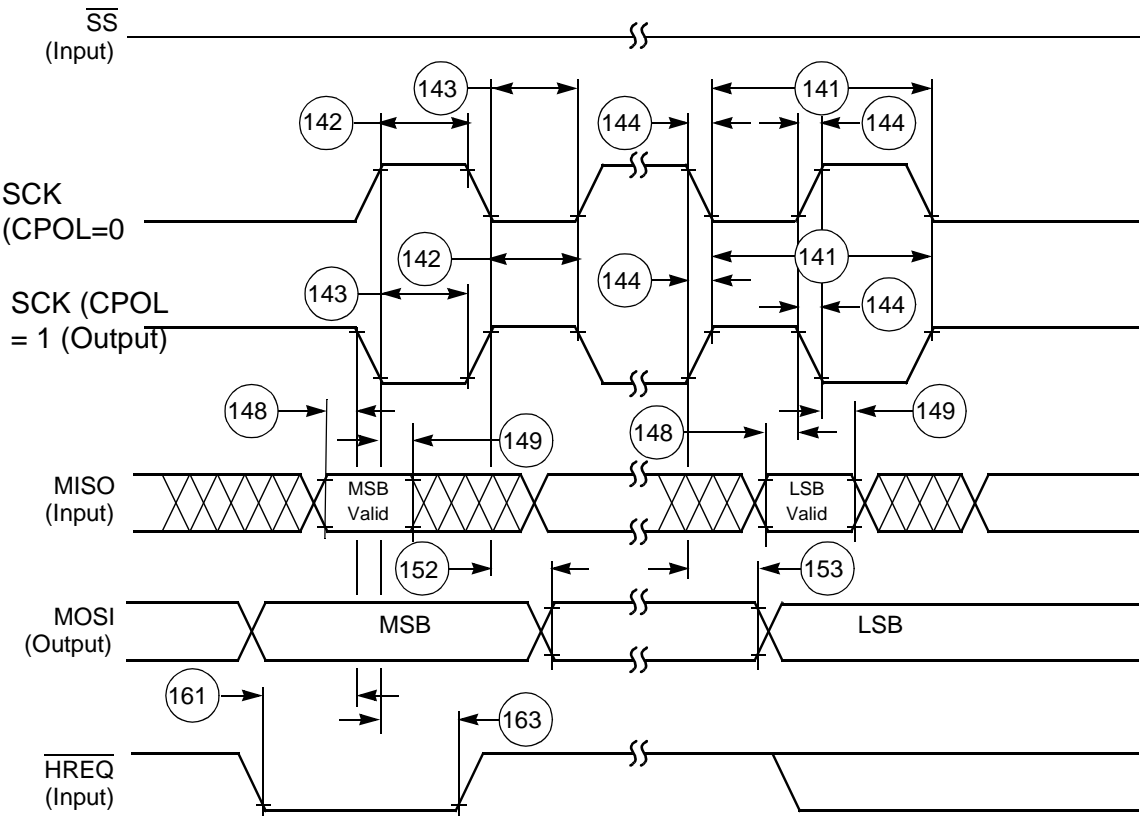 SS
(Input)
143
141
142
144
144
SCK
(CPOL=0
142
141
143
144
144
SCK (CPOL
= 1 (Output)
148
149
148
149
MISO
(Input)
MSB
Valid
LSB
Valid
152
153
MOSI
(Output)
MSB
LSB
161
163
HREQ
(Input)